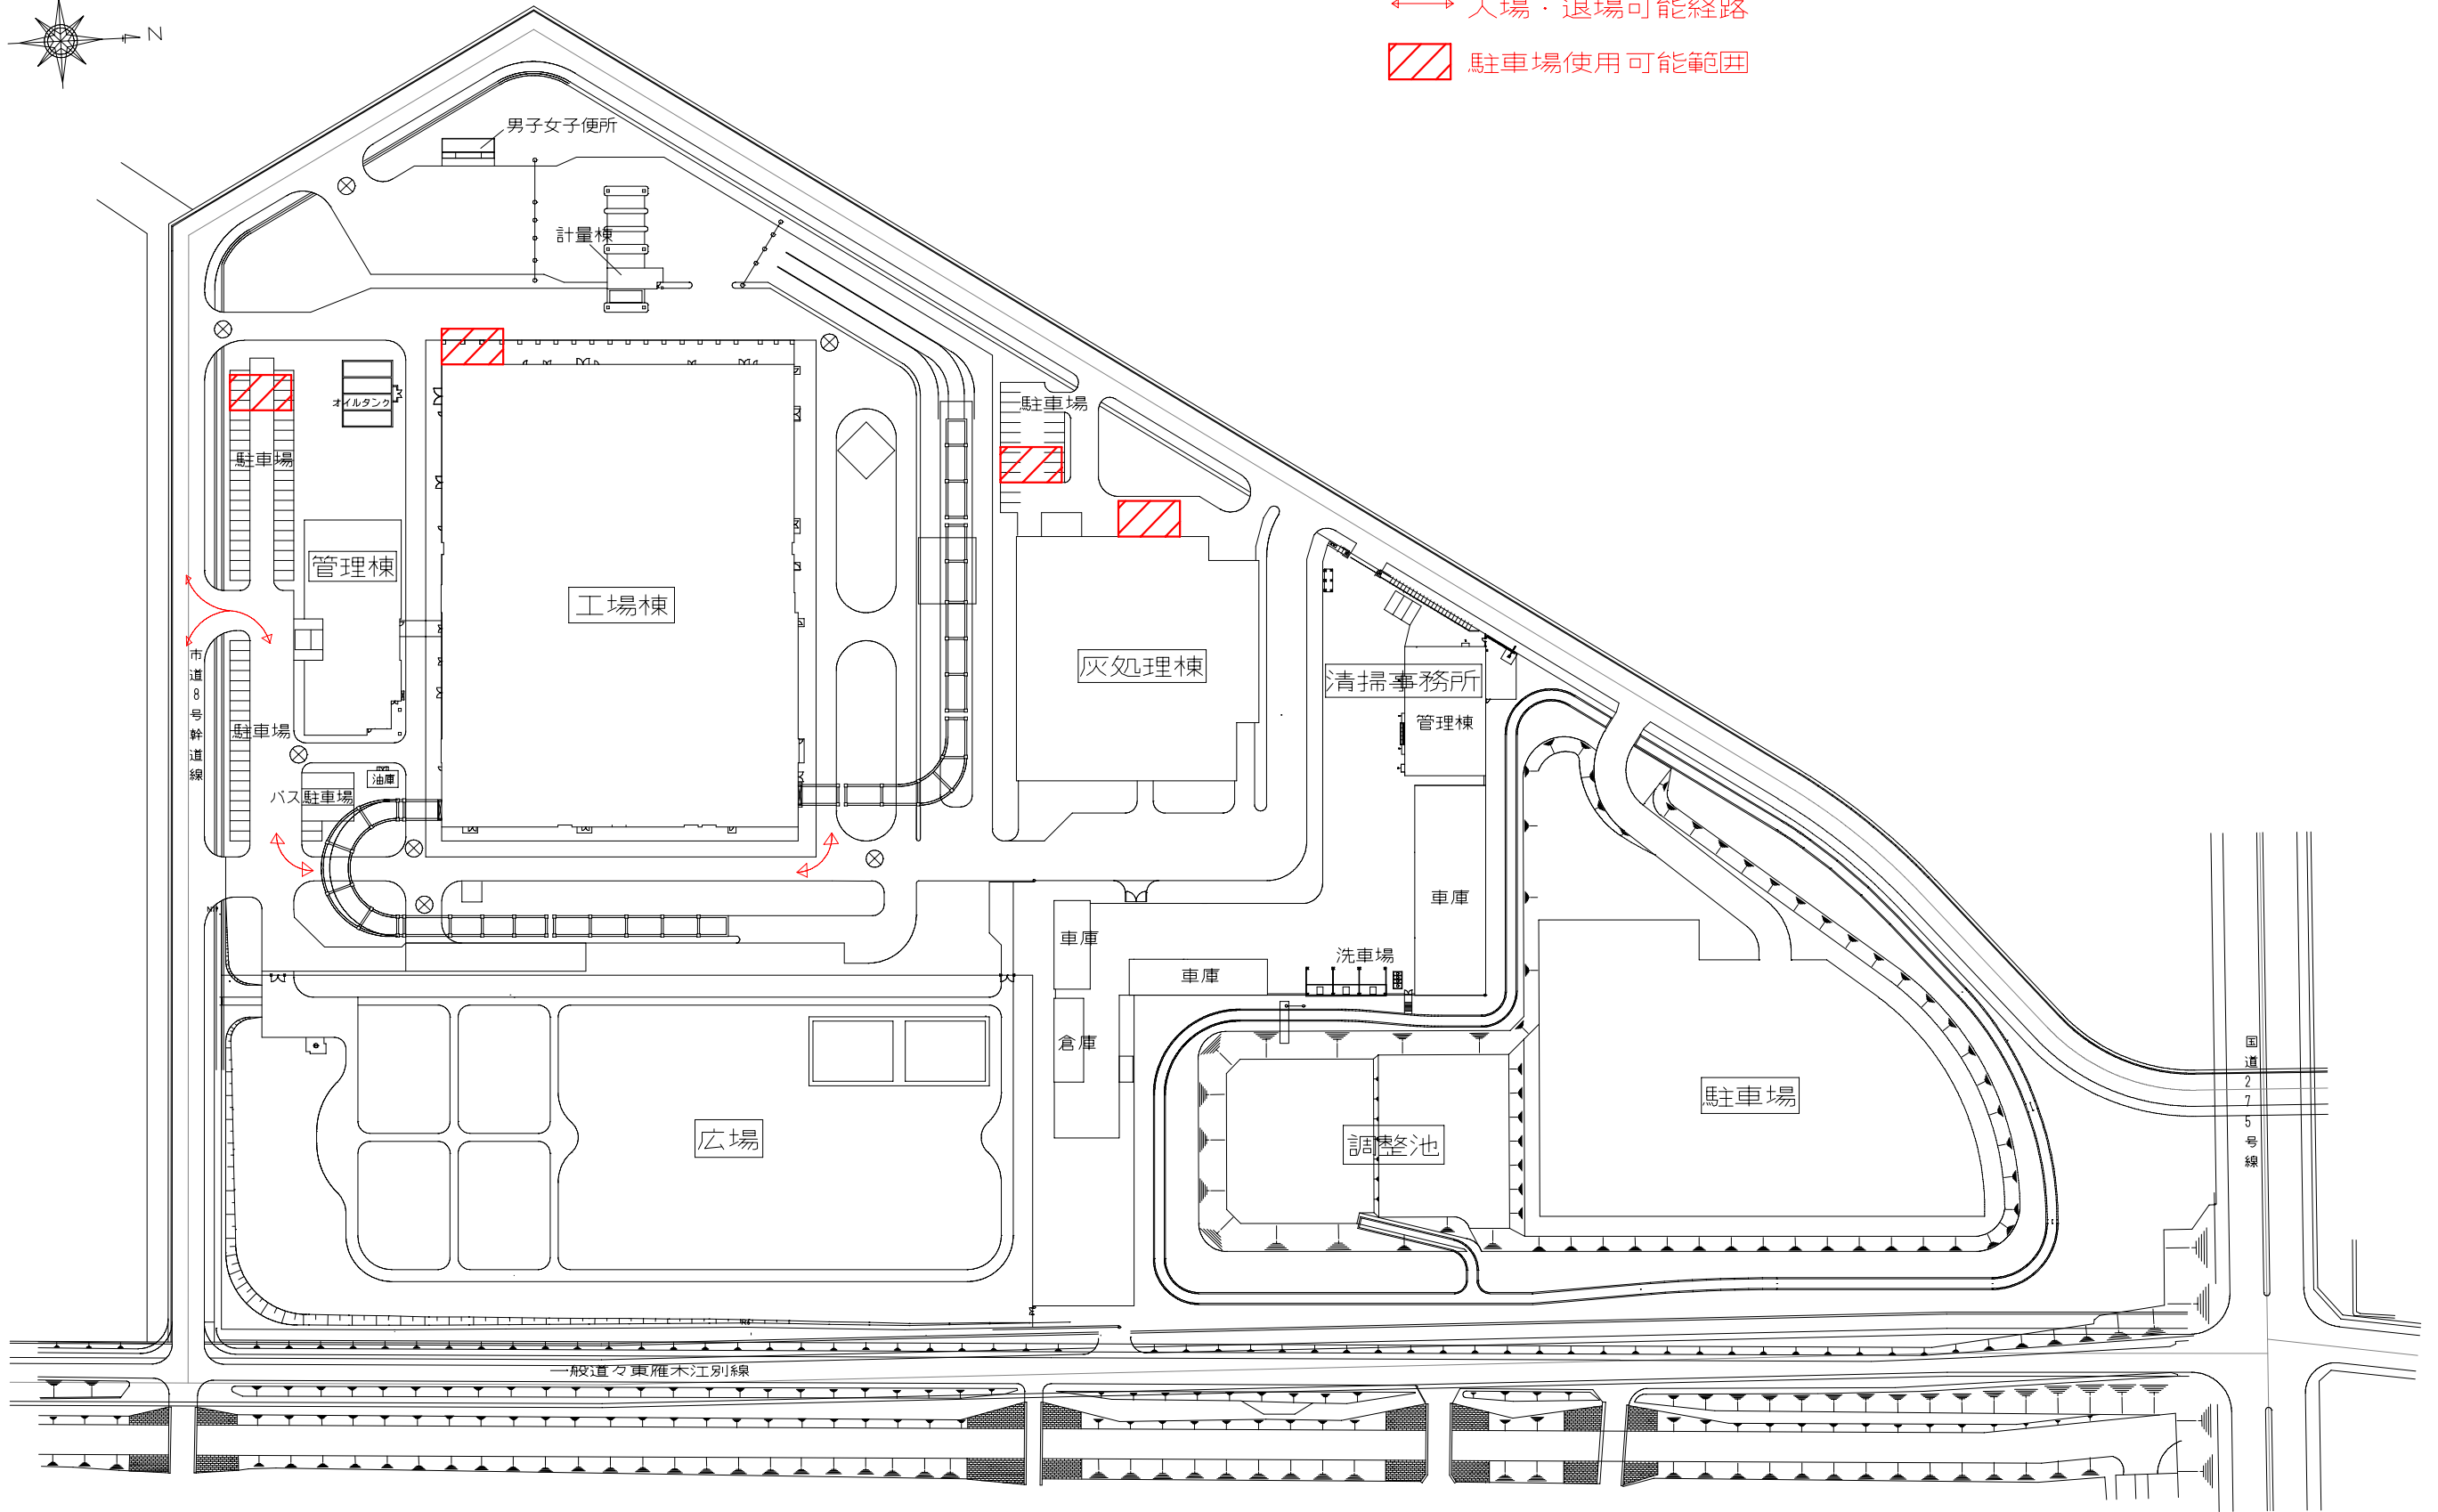 入場・退場可能経路
N
駐車場使用可能範囲
男子女子便所
計量棟
オイルタンク
駐車場
駐車場
管理棟
工場棟
灰処理棟
清掃事務所
管理棟
市道8号幹道線
駐車場
油庫
バス駐車場
車庫
車庫
車庫
洗車場
倉庫
広場
調整池
駐車場
国道275号線
一般道々東雁来江別線